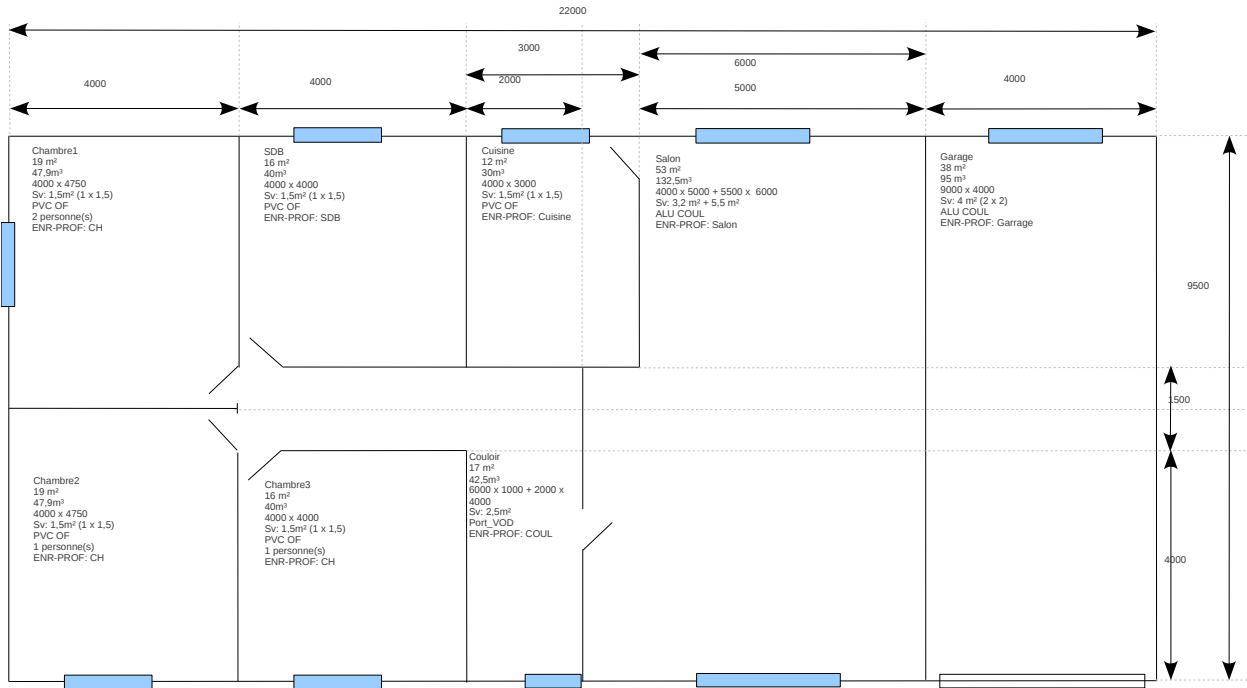 22000
3000
6000
4000
4000
2000
5000
4000
Chambre1
19 m²
47,9m³
4000 x 4750
Sv: 1,5m² (1 x 1,5)
PVC OF
2 personne(s)
ENR-PROF: CH
SDB
16 m²
40m³
4000 x 4000
Sv: 1,5m² (1 x 1,5)
PVC OF
ENR-PROF: SDB
Cuisine
12 m²
30m³
4000 x 3000
Sv: 1,5m² (1 x 1,5)
PVC OF
ENR-PROF: Cuisine
Salon
53 m²
132,5m³
4000 x 5000 + 5500 x 6000
Sv: 3,2 m² + 5,5 m²
ALU COUL
ENR-PROF: Salon
Garage
38 m²
95 m³
9000 x 4000
Sv: 4 m² (2 x 2)
ALU COUL
ENR-PROF: Garrage
9500
1500
4000
Chambre2
19 m²
47,9m³
4000 x 4750
Sv: 1,5m² (1 x 1,5)
PVC OF
1 personne(s)
ENR-PROF: CH
Chambre3
16 m²
40m³
4000 x 4000
Sv: 1,5m² (1 x 1,5)
PVC OF
1 personne(s)
ENR-PROF: CH
Couloir
17 m²
42,5m³
6000 x 1000 + 2000 x
4000
Sv: 2,5m²
Port_VOD
ENR-PROF: COUL